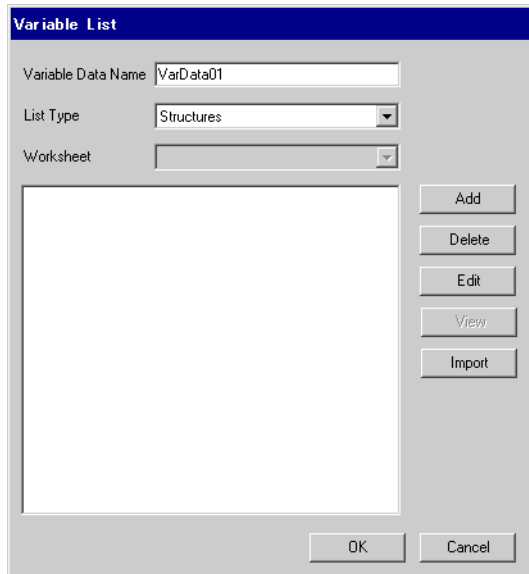 Variable List
Variable Data Name VarData01
List Type Structures
Worksheet
Add
Delete
Edit
View
Import
OK Cancel